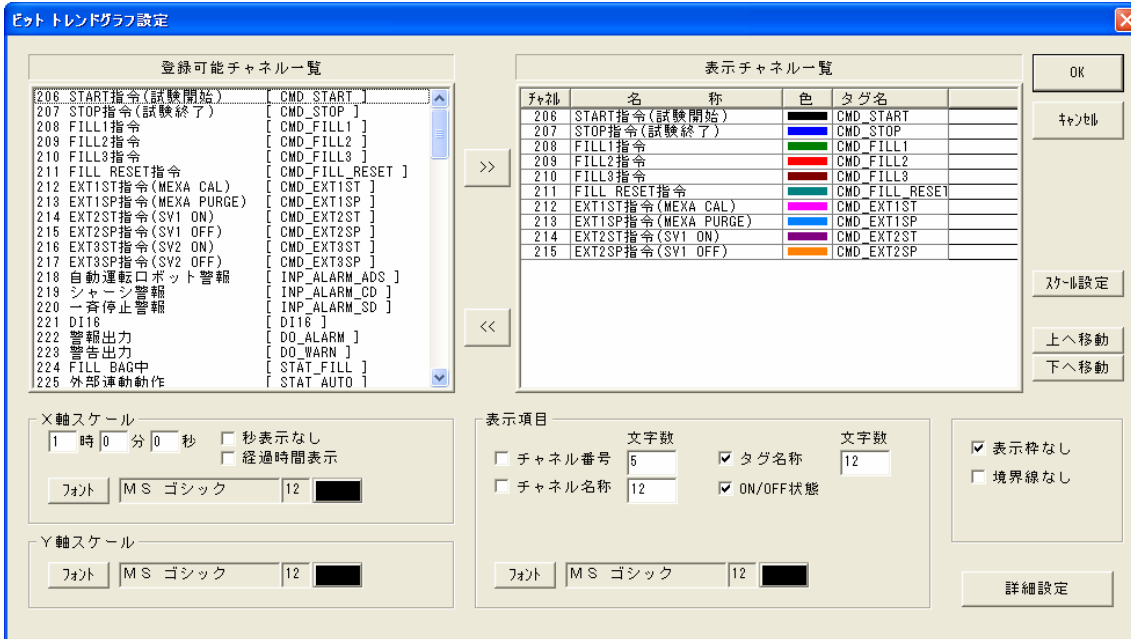 ビット トレンドグラフ設定
登録可能チャネル一覧
206 START指令(試験開始) [ CMD_START ]
207 STOP指令(試験終了) [ CMD_STOP ]
208 FILL1指令 [ CMD_FILL1 ]
209 FILL2指令 [ CMD_FILL2 ]
210 FILL3指令 [ CMD_FILL3 ]
211 FILL RESET指令 [ CMD_FILL_RESET ]
212 EXT1ST指令(MEXA CAL) [ CMD_EXT1ST ]
213 EXT1SP指令(MEXA PURGE) [ CMD_EXT1SP ]
214 EXT2ST指令(SV1 ON) [ CMD_EXT2ST ]
215 EXT2SP指令(SV1 OFF) [ CMD_EXT2SP ]
216 EXT3ST指令(SV2 ON) [ CMD_EXT3ST ]
217 EXT3SP指令(SV2 OFF) [ CMD_EXT3SP ]
218 自動運転ロボット警報 [ INP_ALARM_ADS ]
219 シャーシ警報 [ INP_ALARM_CD ]
220 一斉停止警報 [ INP_ALARM_SD ]
221 DI16 [ DI16 ]
222 警報出力 [ DO_ALARM ]
223 警告出力 [ DO_WARN ]
224 FILL BAG中 [ STAT_FILL ]
225 外部連動動作 [ STAT_AUTO ]
>>
<<
表示チャネル一覧
チャネル 名 称 色 タグ名
206 START指令(試験開始) CMD_START
207 STOP指令(試験終了) CMD_STOP
208 FILL1指令 CMD_FILL1
209 FILL2指令 CMD_FILL2
210 FILL3指令 CMD_FILL3
211 FILL RESET指令 CMD_FILL_RESET
212 EXT1ST指令(MEXA CAL) CMD_EXT1ST
213 EXT1SP指令(MEXA PURGE) CMD_EXT1SP
214 EXT2ST指令(SV1 ON) CMD_EXT2ST
215 EXT2SP指令(SV1 OFF) CMD_EXT2SP
OK
キャンセル
スケール設定
上へ移動
下へ移動
X軸スケール
1 時 0 分 0 秒
秒表示なし
経過時間表示
フォント MS ゴシック 12
Y軸スケール
フォント MS ゴシック 12
表示項目
文字数 文字数
チャネル番号 5 タグ名称 12
チャネル名称 12 ON/OFF状態
フォント MS ゴシック 12
表示枠なし
境界線なし
詳細設定